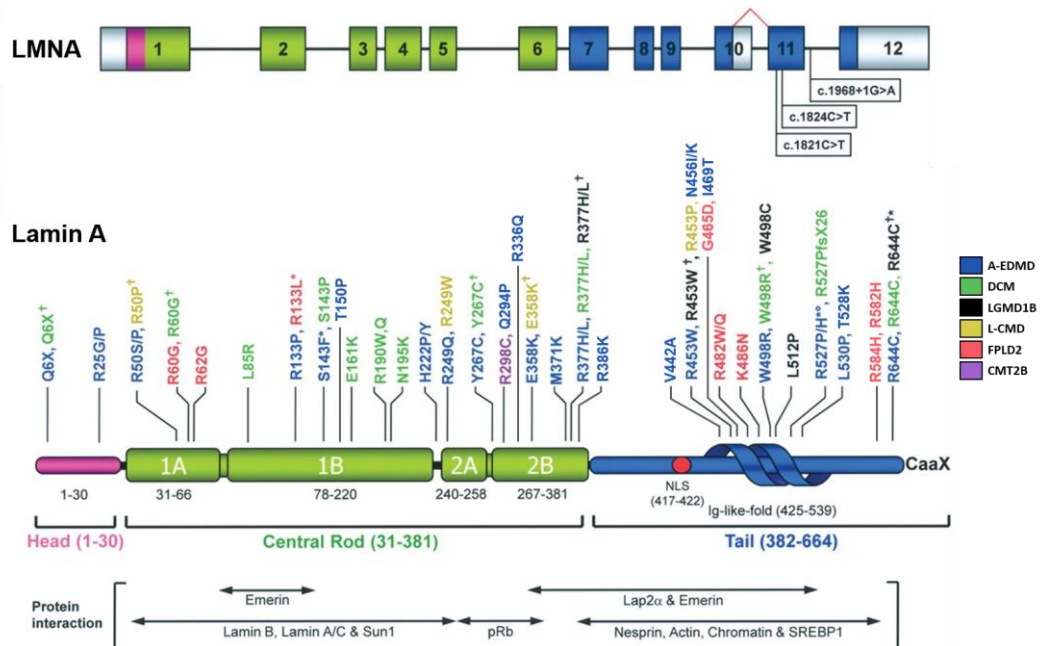 LMNA
1 2 3 4 5 6 7 8 9 10 11 12
c.1968+1G>A
c.1824C>T
c.1821C>T
Lamin A
Q6X, Q6X†
R25G/P
R50S/P, R50P†
R60G, R60G†
R62G
L85R
R133P, R133L*
S143F*, S143P
T150P
E161K
R190W,Q
N195K
H222P/Y
R249Q, R249W
Y267C, Y267C†
R298C, Q294P
R336Q
E358K, E358K†
M371K
R377H/L, R377H/L, R377H/L†
R386K
V442A
R453W, R453W†, R453P, N456I/K
G465D, I469T
R482W/Q
K486N
W498R, W498R†, W498C
L512P
R527P/H*°, R527PfsX26
L530P, T528K
R584H, R582H
R644C, R644C, R644C†*
A-EDMD
DCM
LGMD1B
L-CMD
FPLD2
CMT2B
1A 1B 2A 2B CaaX
1-30 31-66 78-220 240-258 267-381
NLS
(417-422)
Ig-like-fold (425-539)
Head (1-30) Central Rod (31-381) Tail (382-664)
Protein
interaction
Emerin Lap2α & Emerin
Lamin B, Lamin A/C & Sun1 pRb Nesprin, Actin, Chromatin & SREBP1